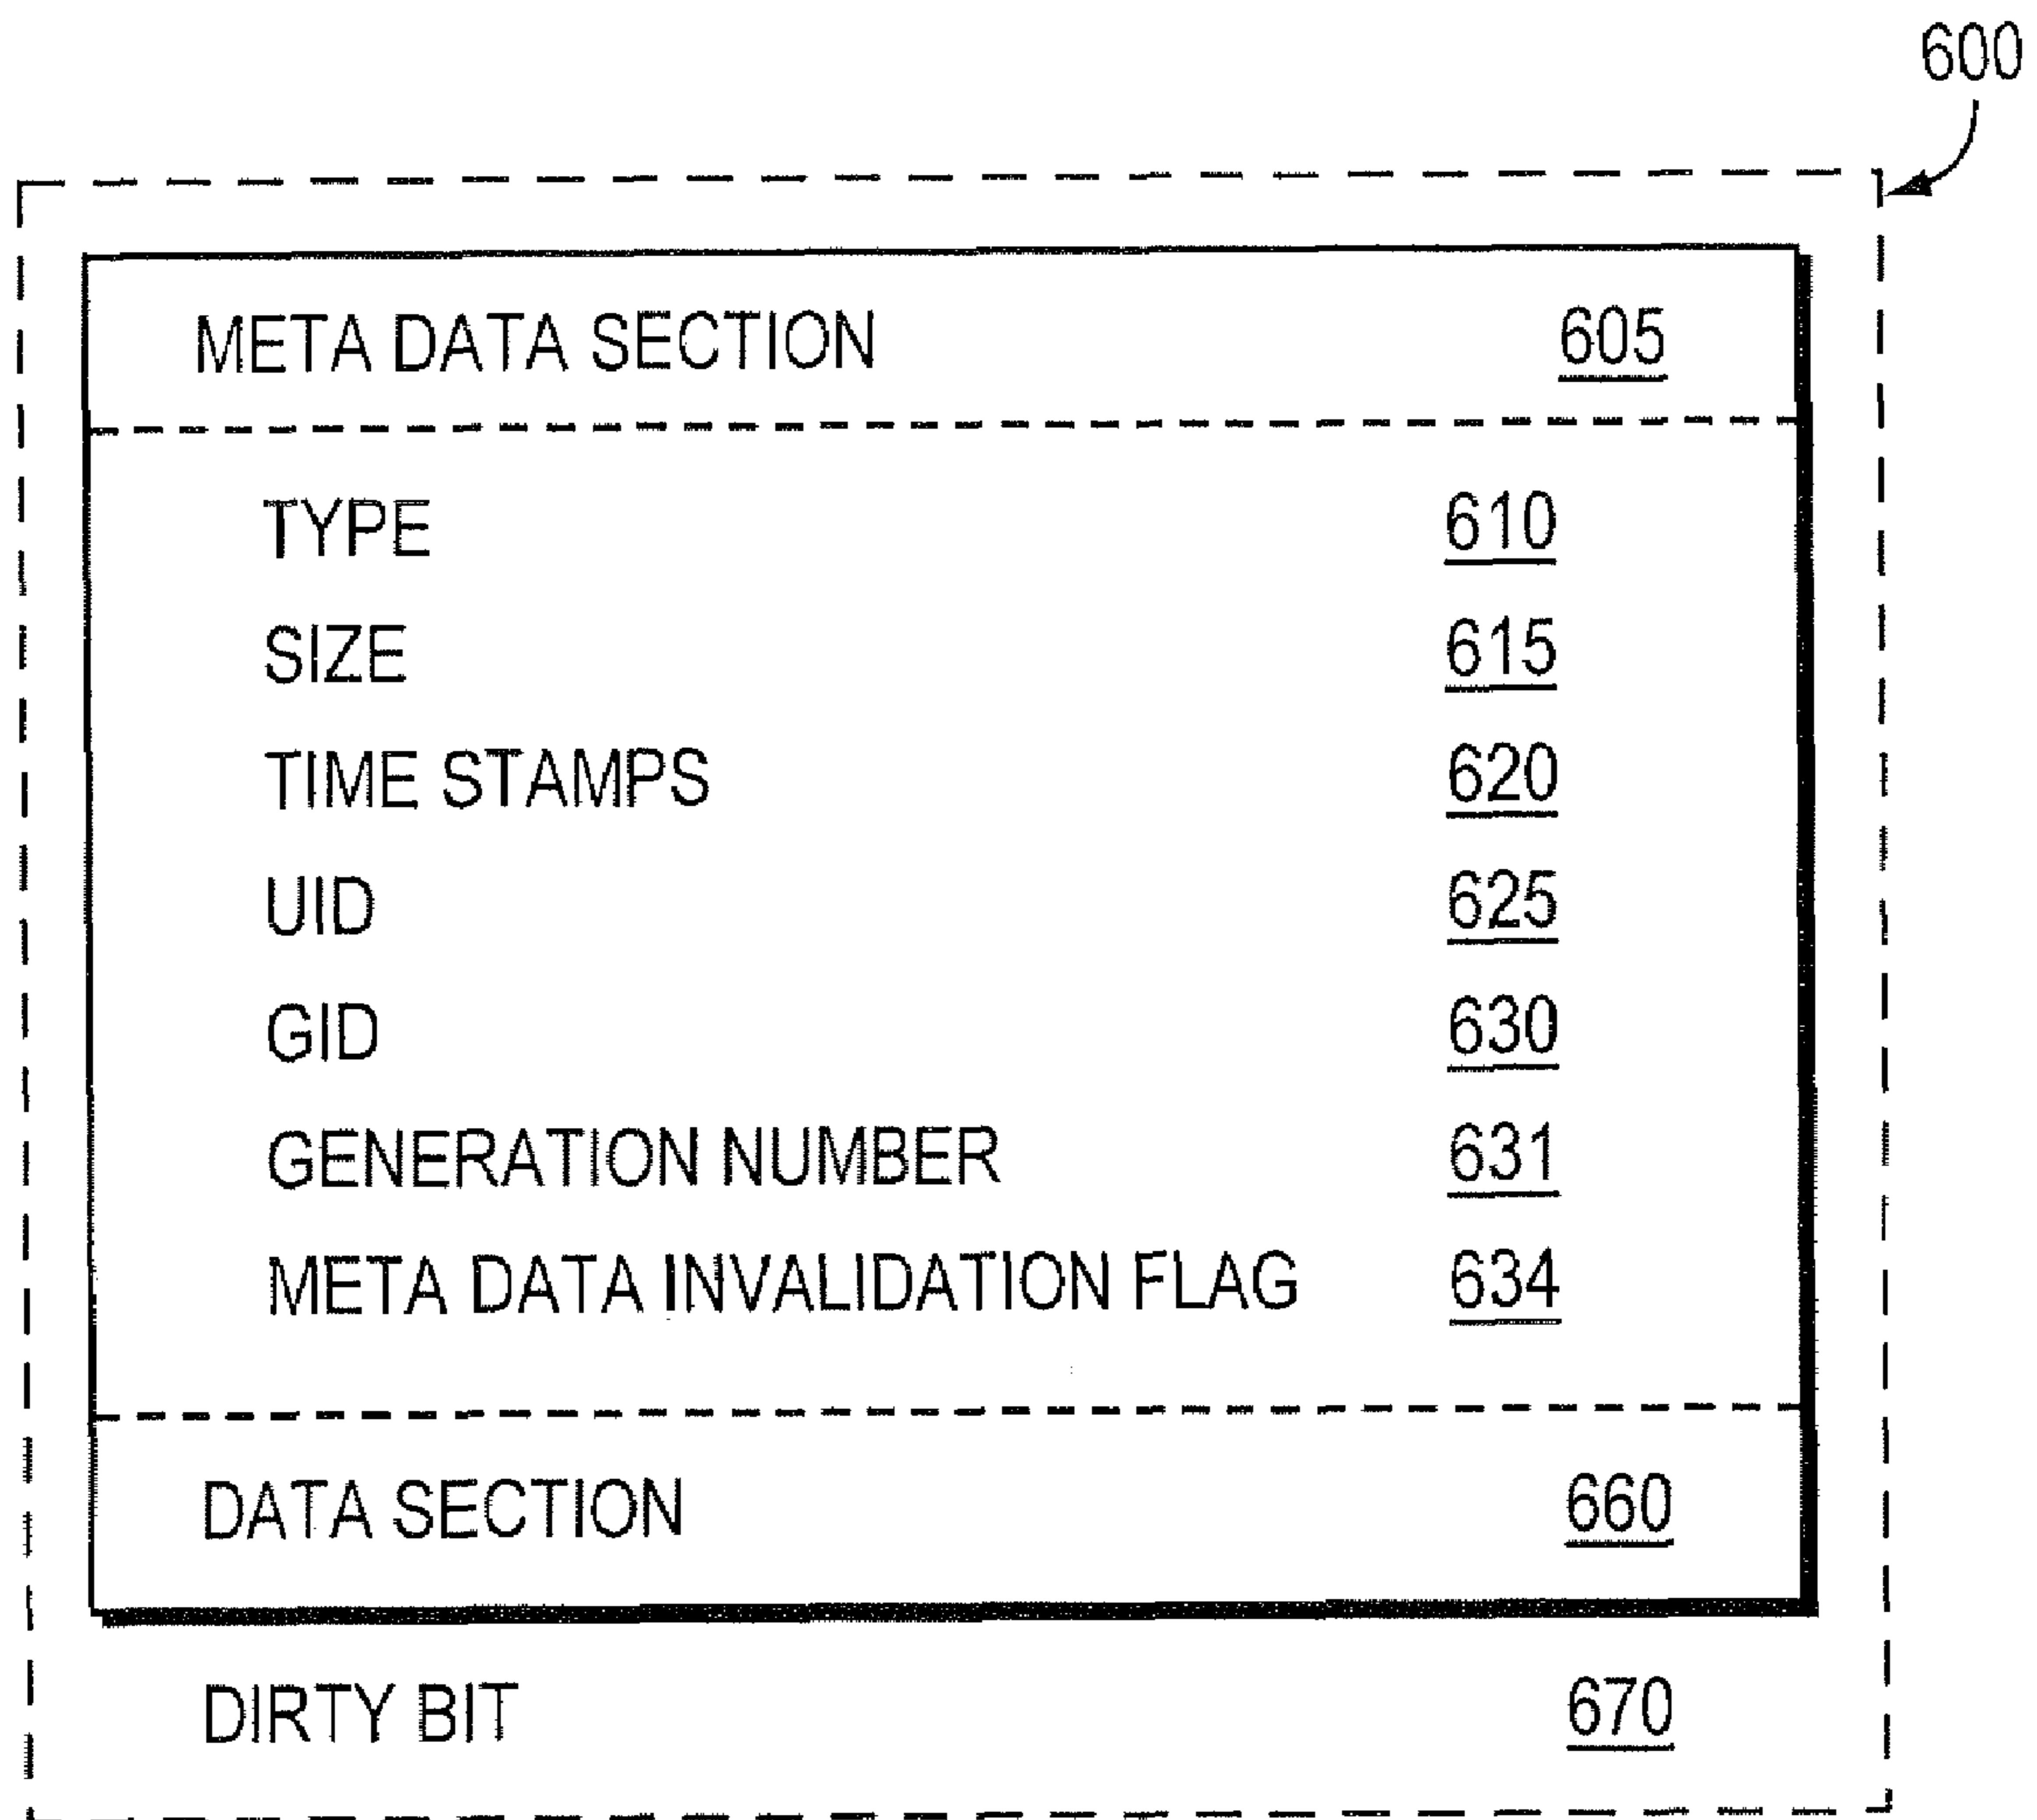 600
META DATA SECTION 605
TYPE 610
SIZE 615
TIME STAMPS 620
UID 625
GID 630
GENERATION NUMBER 631
META DATA INVALIDATION FLAG 634
DATA SECTION 660
DIRTY BIT 670